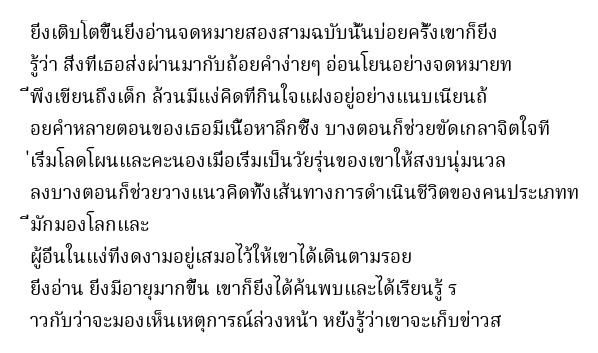 ยิ่งเติบโตขึ้นยิ่งอ่านจดหมายสองสามฉบับนั้นบ่อยครั้งเขาก็ยิ่ง
รู้ว่า สิ่งที่เธอส่งผ่านมากับถ้อยคำง่ายๆ อ่อนโยนอย่างจดหมายท
ี่พึงเขียนถึงเด็ก ล้วนมีแง่คิดที่กินใจแฝงอยู่อย่างแนบเนียนถ้
อยคำหลายตอนของเธอมีเนื้อหาลึกซึ้ง บางตอนก็ช่วยขัดเกลาจิตใจที
่เริ่มโลดโผนและคะนองเมื่อเริ่มเป็นวัยรุ่นของเขาให้สงบนุ่มนวล
ลงบางตอนก็ช่วยวางแนวคิดทั้งเส้นทางการดำเนินชีวิตของคนประเภทท
ี่มักมองโลกและ
ผู้อื่นในแง่ที่งดงามอยู่เสมอไว้ให้เขาได้เดินตามรอย
ยิ่งอ่าน ยิ่งมีอายุมากขึ้น เขาก็ยิ่งได้ค้นพบและได้เรียนรู้ ร
าวกับว่าจะมองเห็นเหตุการณ์ล่วงหน้า หยั่งรู้ว่าเขาจะเก็บข่าวส